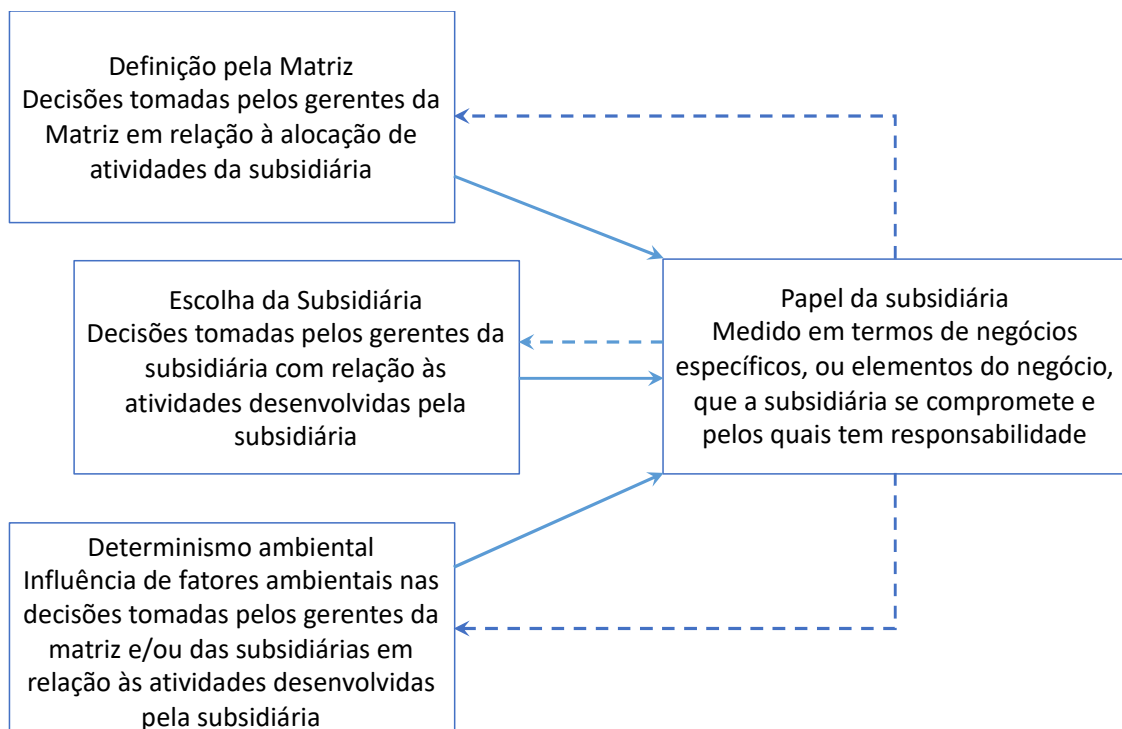 Definição pela Matriz
Decisões tomadas pelos gerentes da
Matriz em relação à alocação de
atividades da subsidiária
Escolha da Subsidiária
Decisões tomadas pelos gerentes da
subsidiária com relação às
atividades desenvolvidas pela
subsidiária
Papel da subsidiária
Medido em termos de negócios
específicos, ou elementos do negócio,
que a subsidiária se compromete e
pelos quais tem responsabilidade
Determinismo ambiental
Influência de fatores ambientais nas
decisões tomadas pelos gerentes da
matriz e/ou das subsidiárias em
relação às atividades desenvolvidas
pela subsidiária